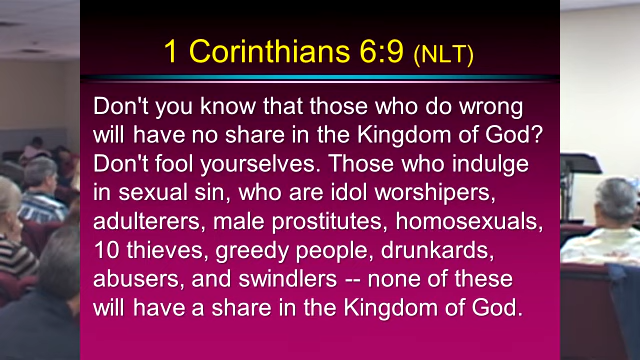 1 Corinthians 6:9 (NLT)
Don't you know that those who do wrong
will have no share in the Kingdom of God?
Don't fool yourselves. Those who indulge
in sexual sin, who are idol worshipers,
adulterers, male prostitutes, homosexuals,
10 thieves, greedy people, drunkards,
abusers, and swindlers -- none of these
will have a share in the Kingdom of God.